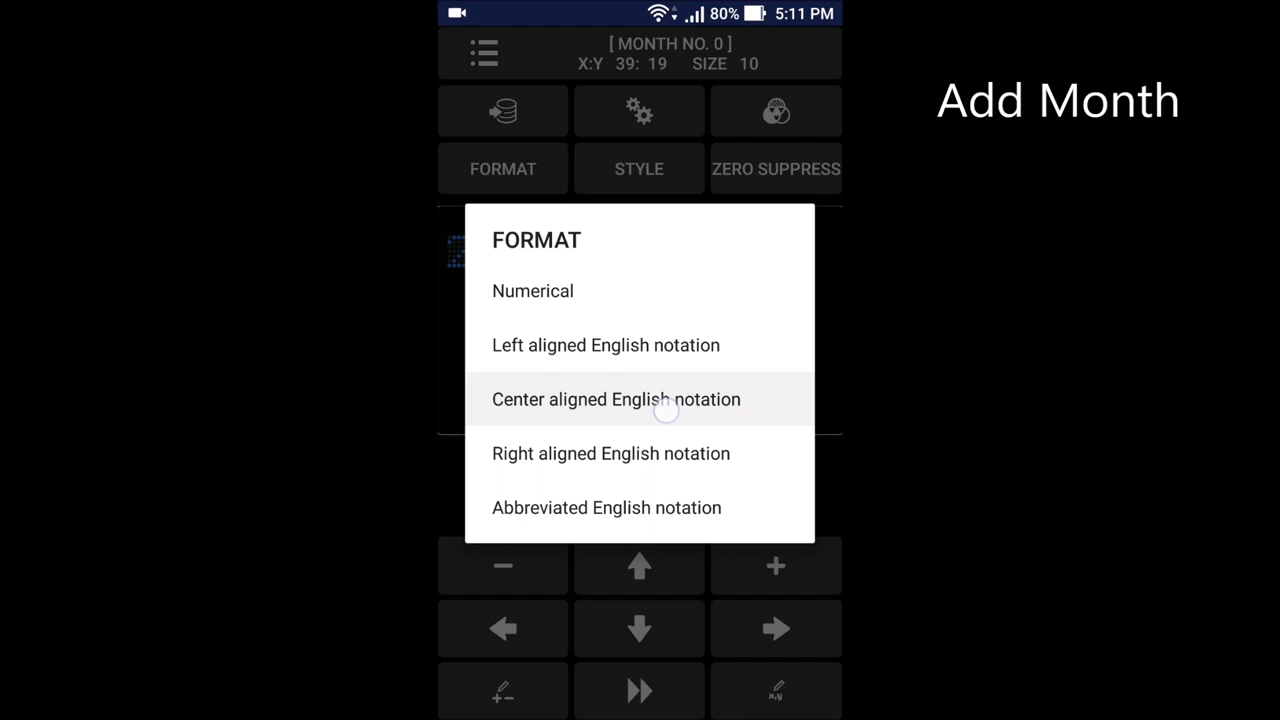 80% 5:11 PM
[ MONTH NO. 0 ]
X:Y 39: 19 SIZE 10
Add Month
FORMAT STYLE ZERO SUPPRESS
FORMAT
Numerical
Left aligned English notation
Center aligned English notation
Right aligned English notation
Abbreviated English notation
x,y